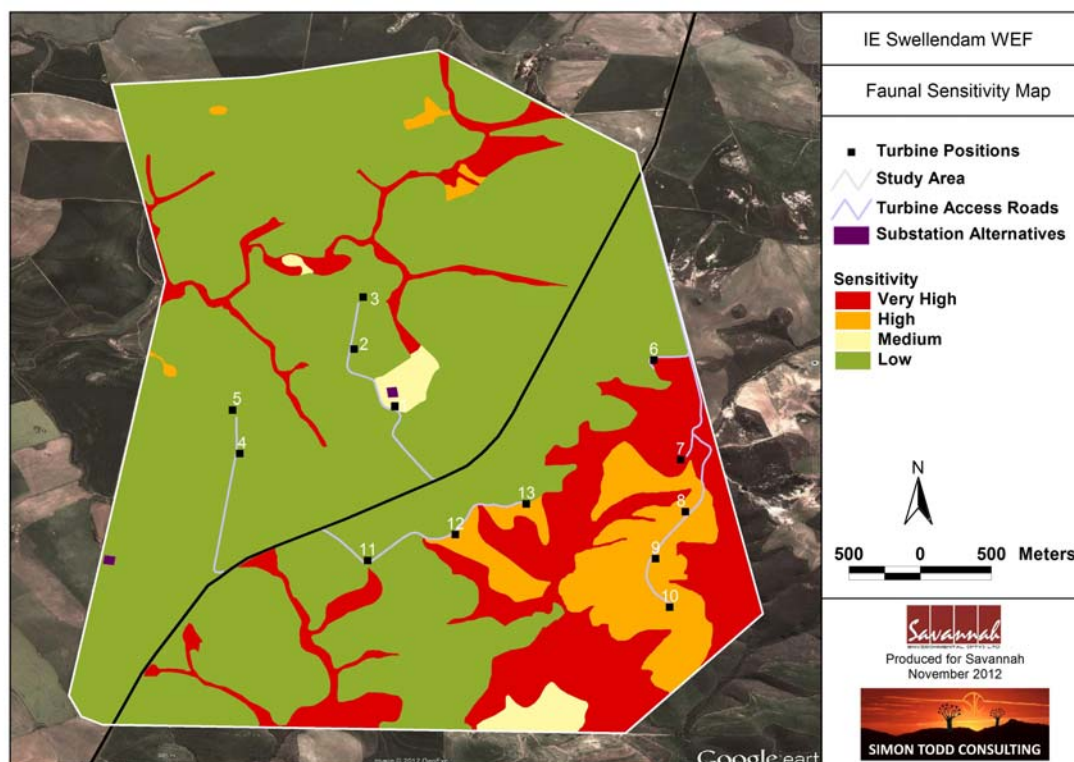 IE Swellendam WEF
Faunal Sensitivity Map
Turbine Positions
Study Area
Turbine Access Roads
Substation Alternatives
Sensitivity
Very High
High
Medium
Low
N
500 0 500 Meters
Savannah
Produced for Savannah
November 2012
SIMON TODD CONSULTING
3
2
6
5
4
7
8
13
12
9
11
10
Google eart